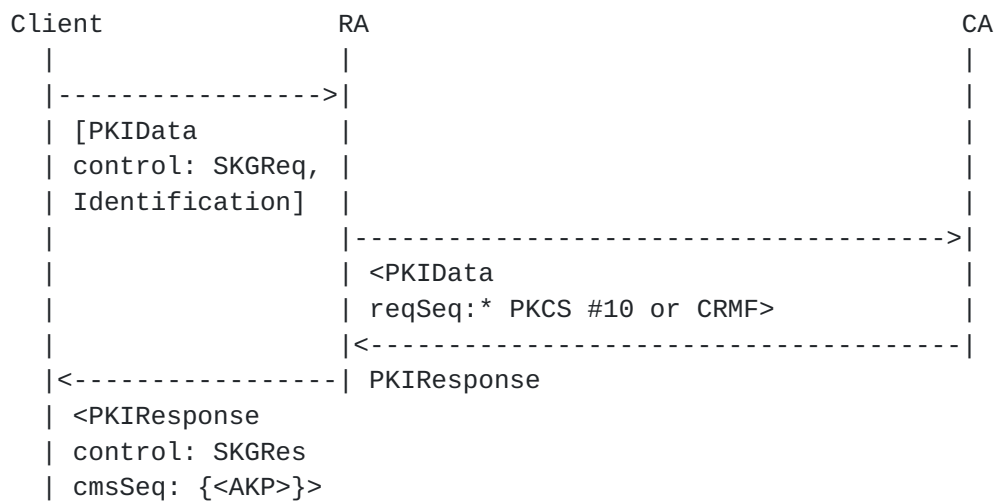 Client RA CA
[PKIData
control: SKGReq,
Identification]
<PKIData
reqSeq:* PKCS #10 or CRMF>
PKIResponse
<PKIResponse
control: SKGRes
cmsSeq: {<AKP>}>